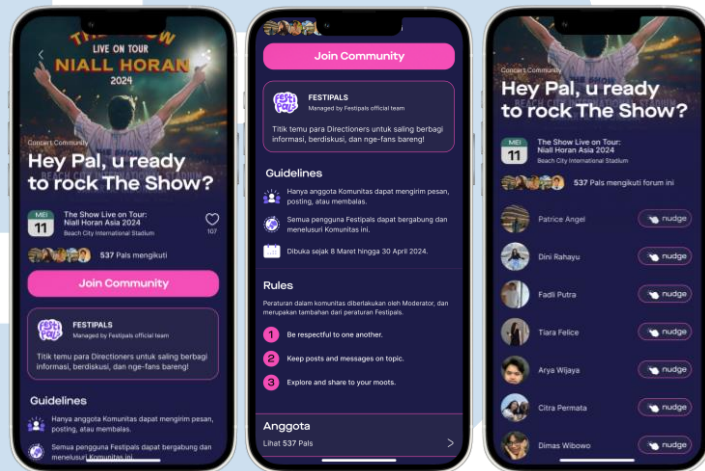 THE SHOW
LIVE ON TOUR
NIALL HORAN
2024
Concert Community
Hey Pal, u ready
to rock The Show?
MEI
11
The Show Live on Tour:
Niall Horan Asia 2024
Beach City International Stadium
107
537 Pals mengikuti
Join Community
FESTIPALS
Managed by Festipals official team
Titik temu para Directioners untuk saling berbagi
informasi, berdiskusi, dan nge-fans bareng!
Guidelines
Hanya anggota Komunitas dapat mengirim pesan,
posting, atau membalas.
Semua pengguna Festipals dapat bergabung dan
menelusuri Komunitas ini.
Join Community
FESTI PALS
FESTIPALS
Managed by Festipals official team
Titik temu para Directioners untuk saling berbagi
informasi, berdiskusi, dan nge-fans bareng!
Guidelines
Hanya anggota Komunitas dapat mengirim pesan,
posting, atau membalas.
Semua pengguna Festipals dapat bergabung dan
menelusuri Komunitas ini.
Dibuka sejak 8 Maret hingga 30 April 2024.
Rules
Peraturan dalam komunitas diberlakukan oleh Moderator, dan
merupakan tambahan dari peraturan Festipals.
1 Be respectful to one another.
2 Keep posts and messages on topic.
3 Explore and share to your moots.
Anggota
Lihat 537 Pals
THE SHOW
Concert Community
Hey Pal, u ready
BEACH CITY INTERNATIONAL STADIUM
to rock The Show?
MEI
11
The Show Live on Tour:
Niall Horan Asia 2024
Beach City International Stadium
537 Pals mengikuti forum ini
Patrice Angel nudge
Dini Rahayu nudge
Fadli Putra nudge
Tiara Felice nudge
Arya Wijaya nudge
Citra Permata nudge
Dimas Wibowo nudge